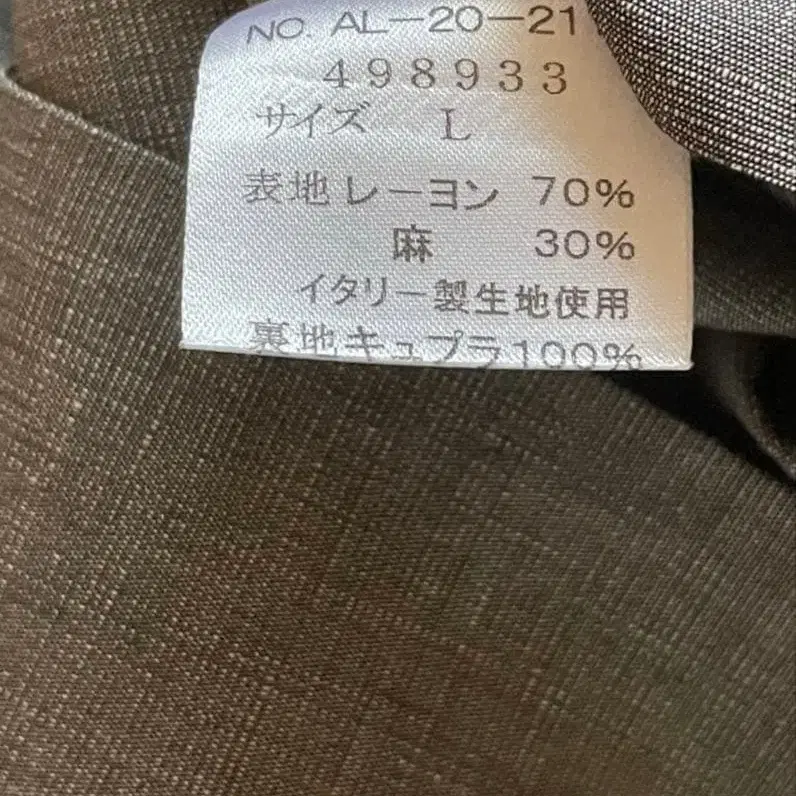 NO. AL-20-21
498933
サイズ L
表地レーヨン 70%
麻 30%
イタリー製生地使用
裏地キュプラ100%